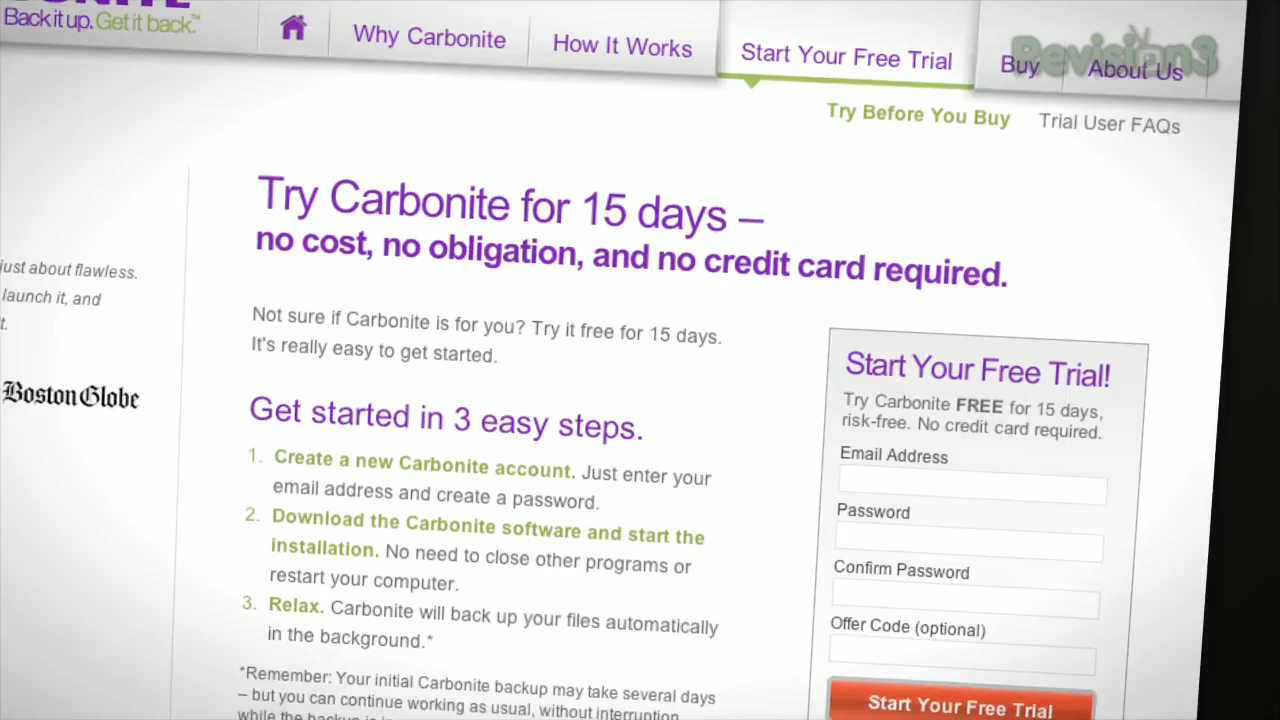 Back it up. Get it back.™
Why Carbonite
How It Works
Start Your Free Trial
Buy
About Us
Revision3
Try Before You Buy
Trial User FAQs
just about flawless.
launch it, and
t.
Boston Globe
Try Carbonite for 15 days –
no cost, no obligation, and no credit card required.
Not sure if Carbonite is for you? Try it free for 15 days.
It's really easy to get started.
Get started in 3 easy steps.
1. Create a new Carbonite account. Just enter your
email address and create a password.
2. Download the Carbonite software and start the
installation. No need to close other programs or
restart your computer.
3. Relax. Carbonite will back up your files automatically
in the background.*
*Remember: Your initial Carbonite backup may take several days
– but you can continue working as usual, without interruption
while the backup is i
Start Your Free Trial!
Try Carbonite FREE for 15 days,
risk-free. No credit card required.
Email Address
Password
Confirm Password
Offer Code (optional)
Start Your Free Trial